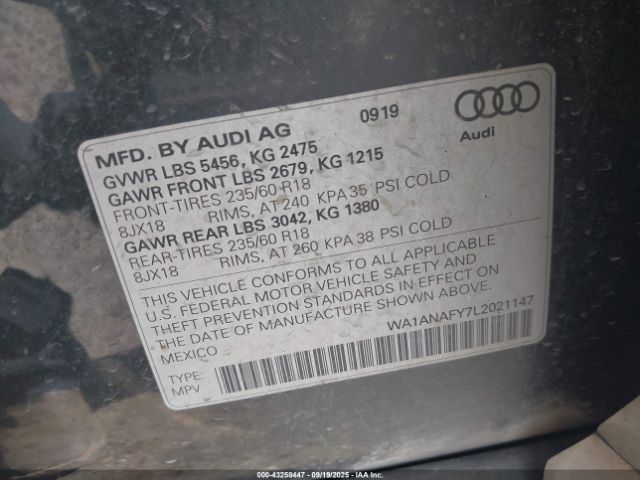 MFD. BY AUDI AG 0919
Audi
GVWR LBS 5456, KG 2475
GAWR FRONT LBS 2679, KG 1215
FRONT-TIRES 235/60 R18
8JX18 RIMS, AT 240 KPA 35 PSI COLD
GAWR REAR LBS 3042, KG 1380
REAR-TIRES 235/60 R18
8JX18 RIMS, AT 260 KPA 38 PSI COLD
THIS VEHICLE CONFORMS TO ALL APPLICABLE
U.S. FEDERAL MOTOR VEHICLE SAFETY AND
THEFT PREVENTION STANDARDS IN EFFECT ON
THE DATE OF MANUFACTURE SHOWN ABOVE.
MEXICO WA1ANAFY7L2021147
TYPE:
MPV
000-43258447 - 09/19/2025 - IAA Inc.